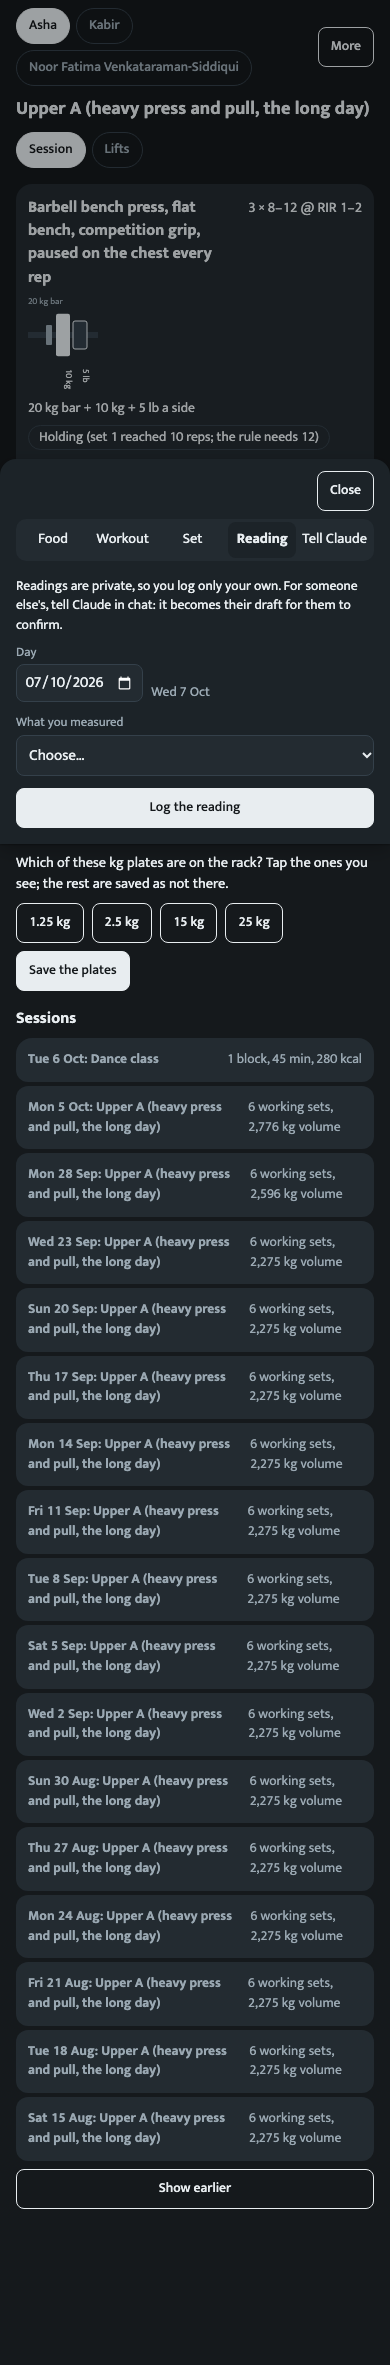 Asha
Kabir
More
Noor Fatima Venkataraman-Siddiqui
Upper A (heavy press and pull, the long day)
Session
Lifts
Barbell bench press, flat
bench, competition grip,
paused on the chest every
rep
3 × 8–12 @ RIR 1–2
20 kg bar
10 kg
5 lb
20 kg bar + 10 kg + 5 lb a side
Holding (set 1 reached 10 reps; the rule needs 12)
Close
Food
Workout
Set
Reading
Tell Claude
Readings are private, so you log only your own. For someone
else's, tell Claude in chat: it becomes their draft for them to
confirm.
Day
07/10/2026
Wed 7 Oct
What you measured
Choose...
Log the reading
Which of these kg plates are on the rack? Tap the ones you
see; the rest are saved as not there.
1.25 kg
2.5 kg
15 kg
25 kg
Save the plates
Sessions
Tue 6 Oct: Dance class
1 block, 45 min, 280 kcal
Mon 5 Oct: Upper A (heavy press
and pull, the long day)
6 working sets,
2,776 kg volume
Mon 28 Sep: Upper A (heavy press
and pull, the long day)
6 working sets,
2,596 kg volume
Wed 23 Sep: Upper A (heavy press
and pull, the long day)
6 working sets,
2,275 kg volume
Sun 20 Sep: Upper A (heavy press
and pull, the long day)
6 working sets,
2,275 kg volume
Thu 17 Sep: Upper A (heavy press
and pull, the long day)
6 working sets,
2,275 kg volume
Mon 14 Sep: Upper A (heavy press
and pull, the long day)
6 working sets,
2,275 kg volume
Fri 11 Sep: Upper A (heavy press
and pull, the long day)
6 working sets,
2,275 kg volume
Tue 8 Sep: Upper A (heavy press
and pull, the long day)
6 working sets,
2,275 kg volume
Sat 5 Sep: Upper A (heavy press
and pull, the long day)
6 working sets,
2,275 kg volume
Wed 2 Sep: Upper A (heavy press
and pull, the long day)
6 working sets,
2,275 kg volume
Sun 30 Aug: Upper A (heavy press
and pull, the long day)
6 working sets,
2,275 kg volume
Thu 27 Aug: Upper A (heavy press
and pull, the long day)
6 working sets,
2,275 kg volume
Mon 24 Aug: Upper A (heavy press
and pull, the long day)
6 working sets,
2,275 kg volume
Fri 21 Aug: Upper A (heavy press
and pull, the long day)
6 working sets,
2,275 kg volume
Tue 18 Aug: Upper A (heavy press
and pull, the long day)
6 working sets,
2,275 kg volume
Sat 15 Aug: Upper A (heavy press
and pull, the long day)
6 working sets,
2,275 kg volume
Show earlier